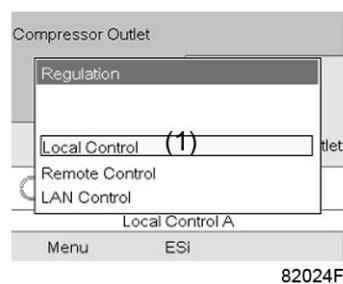 Compressor Outlet
Regulation
Local Control (1)
tlet
Remote Control
LAN Control
Local Control A
Menu ESi
82024F